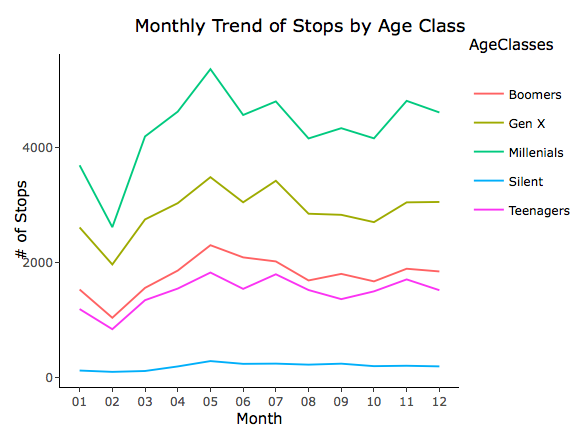 Monthly Trend of Stops by Age Class
AgeClasses
Boomers
Gen X
Millenials
Silent
Teenagers
# of Stops
4000
2000
0
01 02 03 04 05 06 07 08 09 10 11 12
Month